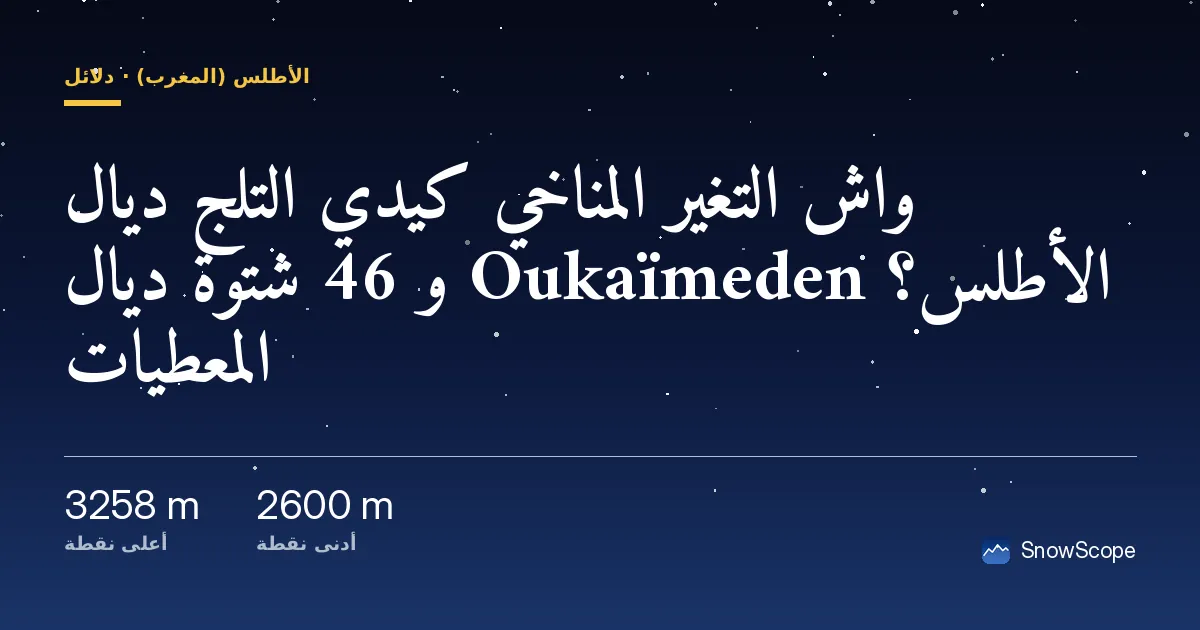 الأطلس (المغرب) · دلائل
واش التغير المناخي كيدي التلج ديال
الأطلس؟ Oukaïmeden و 46 شتوة ديال
المعطيات
3258 m
أعلى نقطة
2600 m
أدنى نقطة
SnowScope